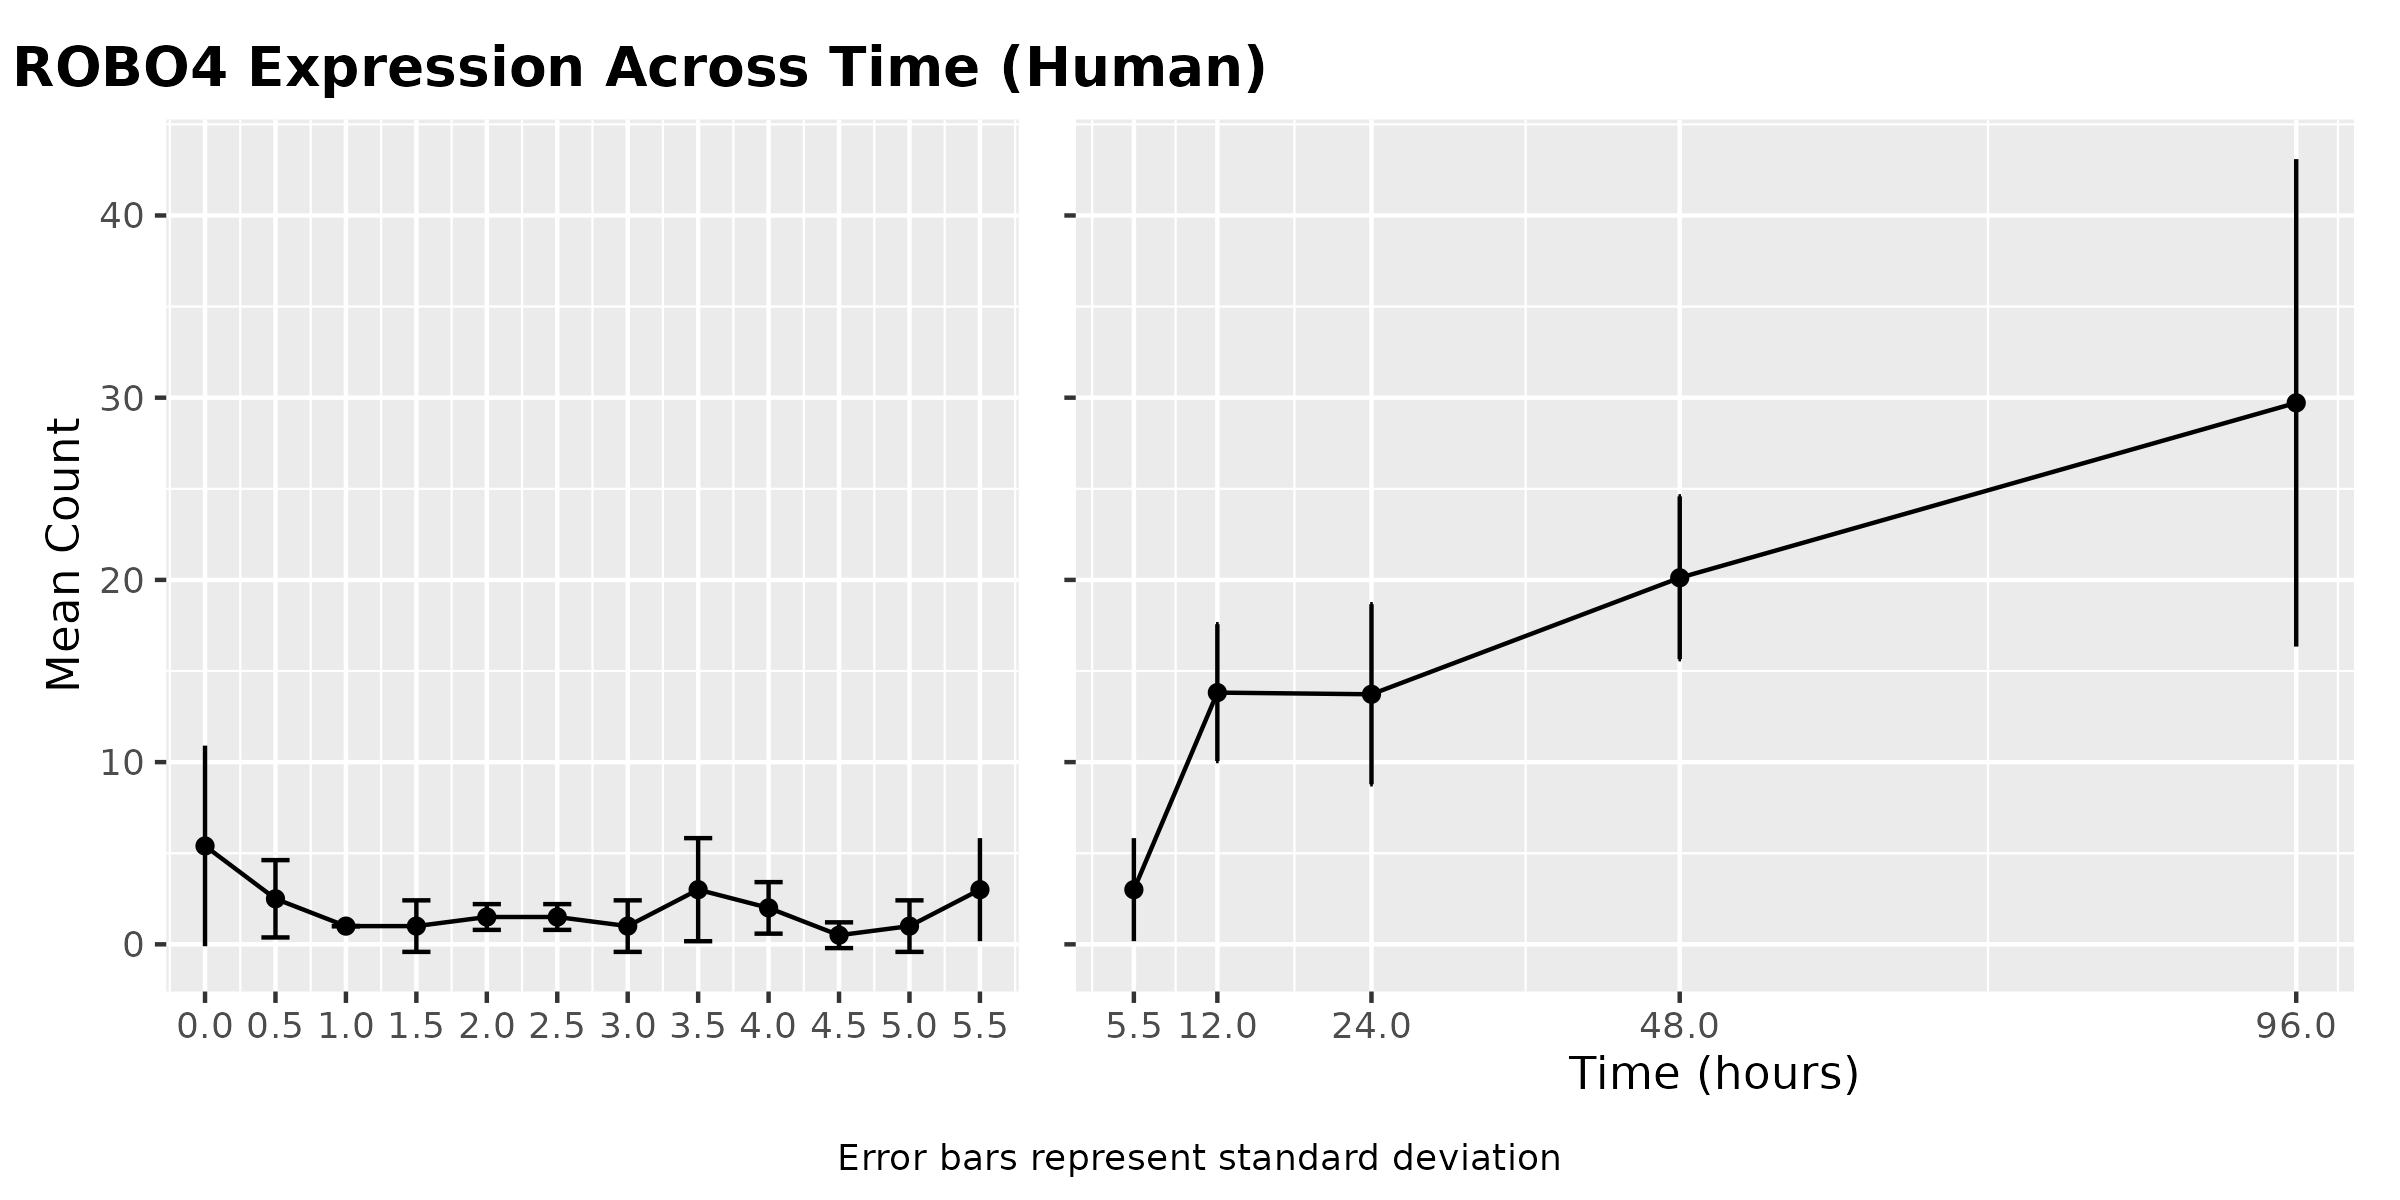 ROBO4 Expression Across Time (Human)
Mean Count
40
30
20
10
0
0.0 0.5 1.0 1.5 2.0 2.5 3.0 3.5 4.0 4.5 5.0 5.5
5.5 12.0 24.0 48.0 96.0
Time (hours)
Error bars represent standard deviation